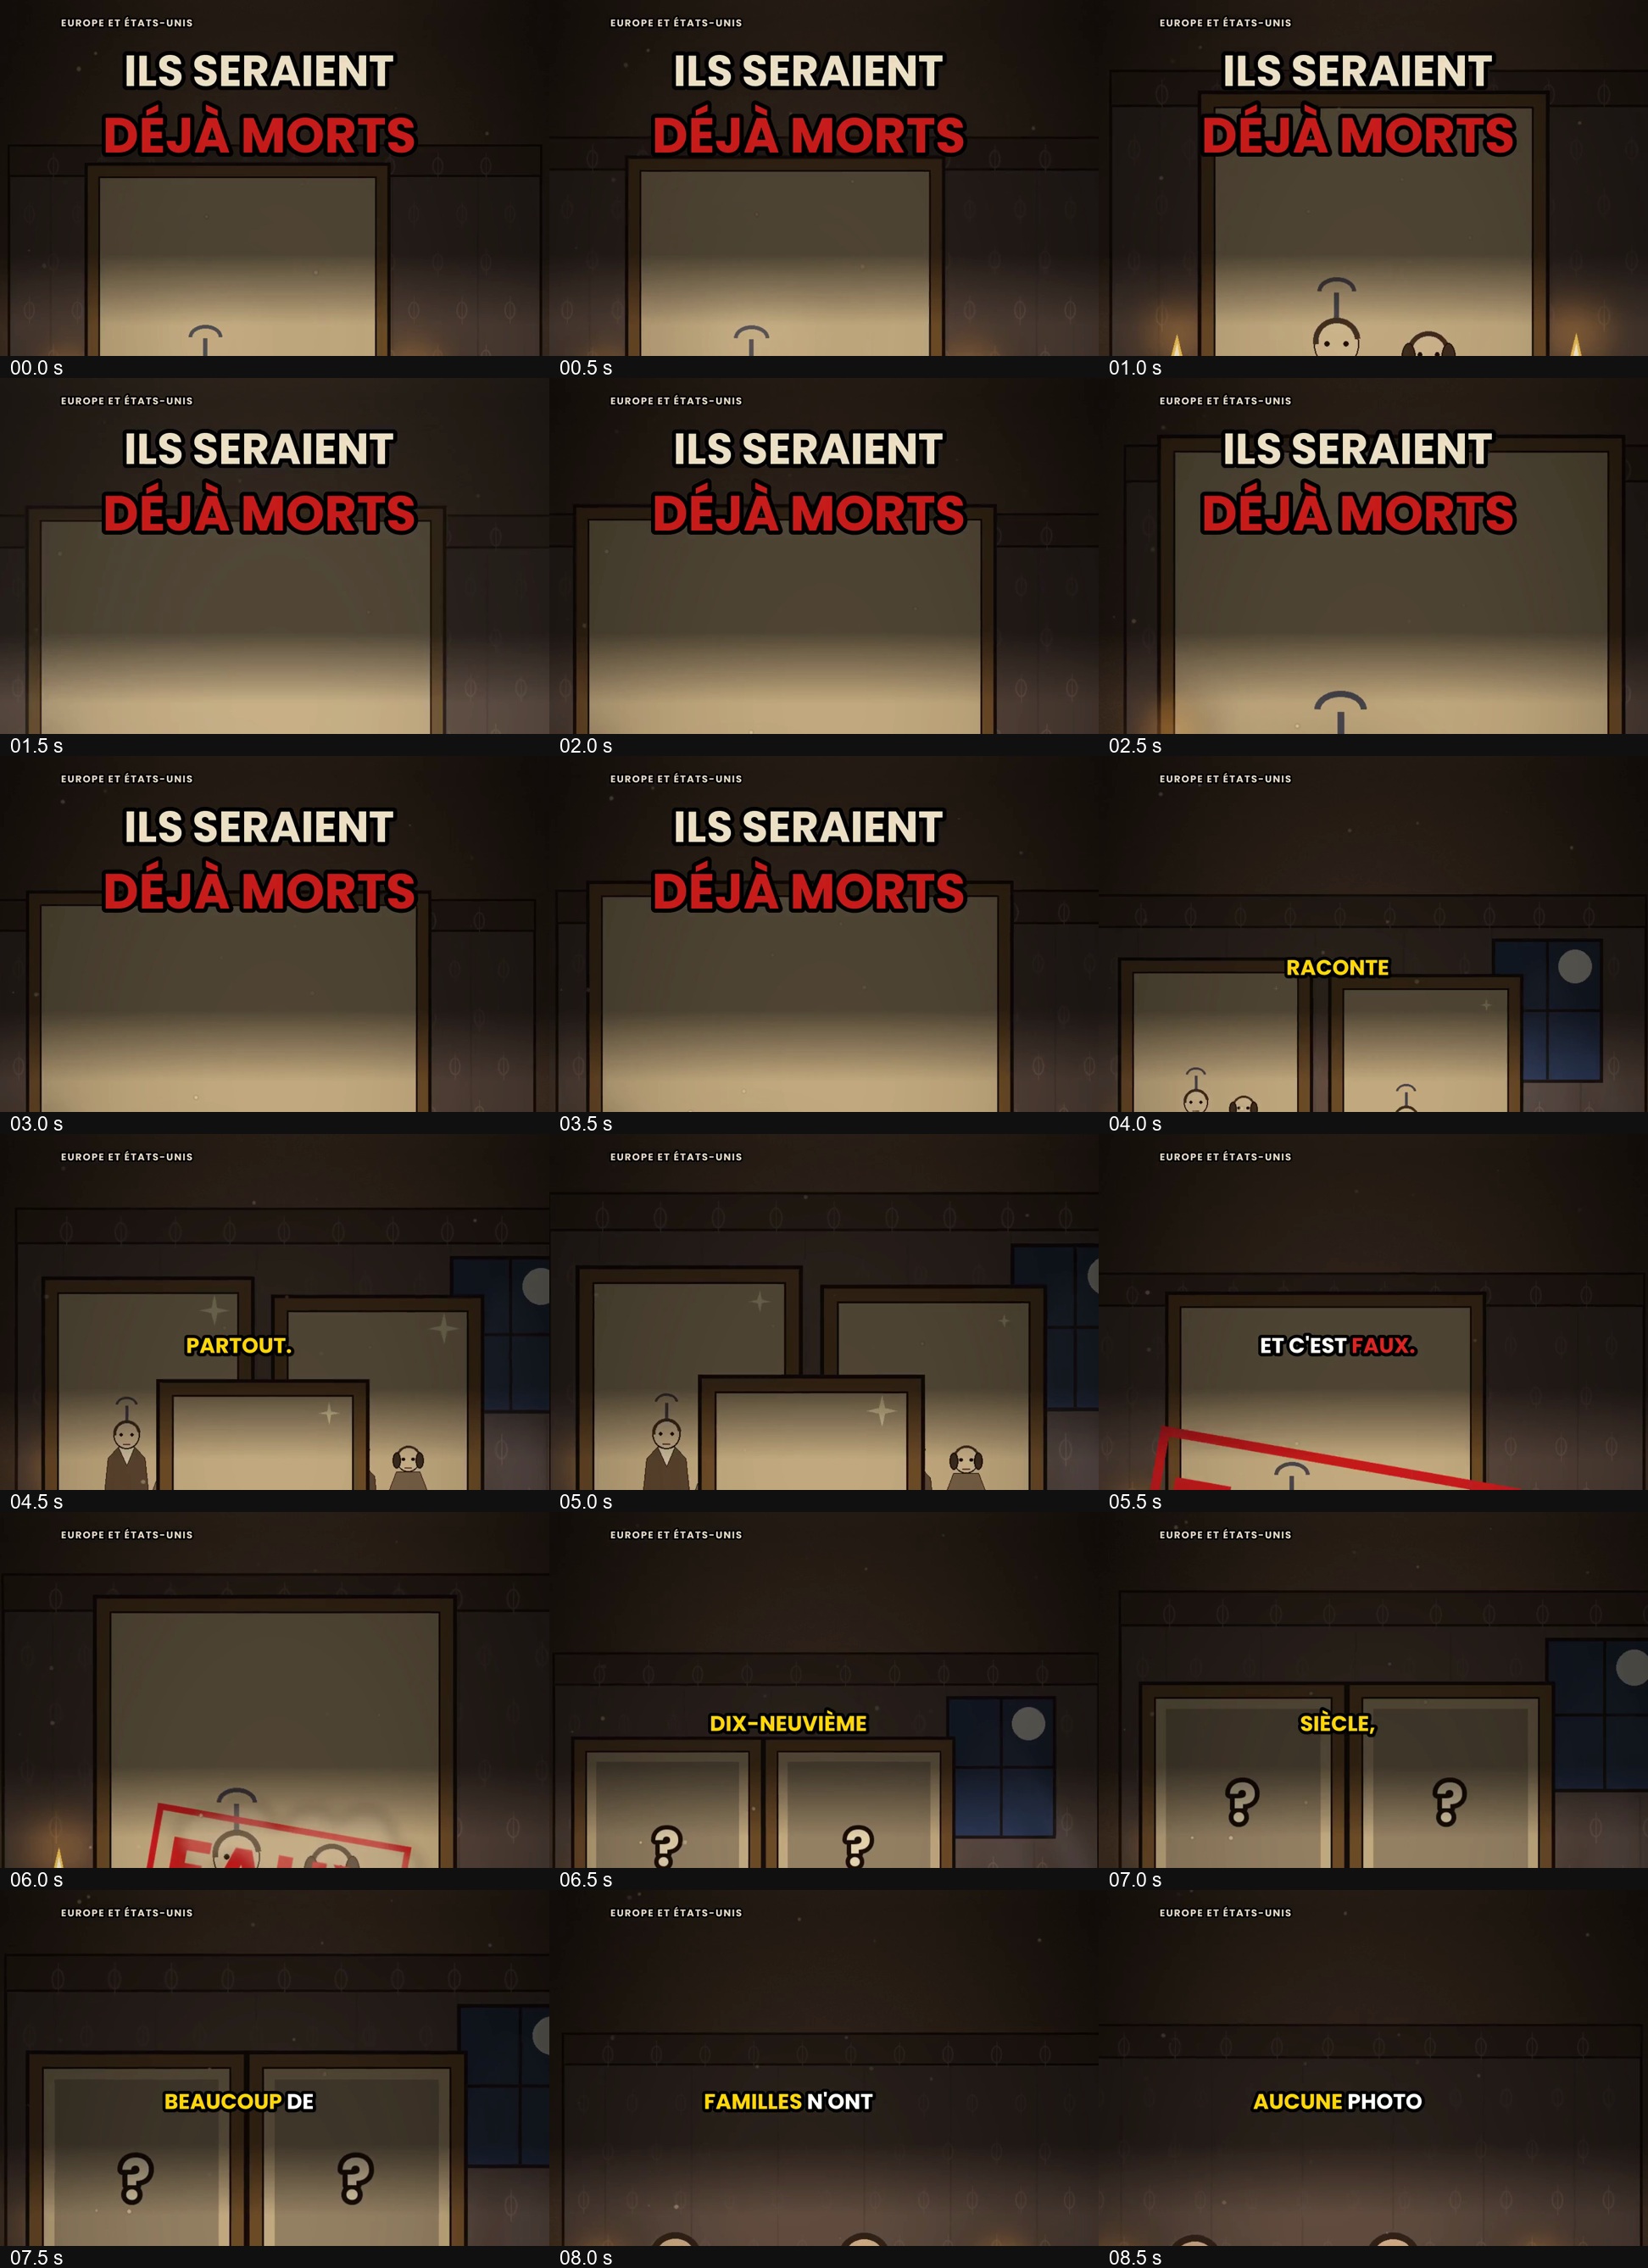 EUROPE ET ÉTATS-UNIS
ILS SERAIENT
DÉJÀ MORTS
00.0 s
EUROPE ET ÉTATS-UNIS
ILS SERAIENT
DÉJÀ MORTS
00.5 s
EUROPE ET ÉTATS-UNIS
ILS SERAIENT
DÉJÀ MORTS
01.0 s
EUROPE ET ÉTATS-UNIS
ILS SERAIENT
DÉJÀ MORTS
01.5 s
EUROPE ET ÉTATS-UNIS
ILS SERAIENT
DÉJÀ MORTS
02.0 s
EUROPE ET ÉTATS-UNIS
ILS SERAIENT
DÉJÀ MORTS
02.5 s
EUROPE ET ÉTATS-UNIS
ILS SERAIENT
DÉJÀ MORTS
03.0 s
EUROPE ET ÉTATS-UNIS
ILS SERAIENT
DÉJÀ MORTS
03.5 s
EUROPE ET ÉTATS-UNIS
RACONTE
04.0 s
EUROPE ET ÉTATS-UNIS
PARTOUT.
04.5 s
EUROPE ET ÉTATS-UNIS
05.0 s
EUROPE ET ÉTATS-UNIS
ET C'EST FAUX.
05.5 s
EUROPE ET ÉTATS-UNIS
06.0 s
EUROPE ET ÉTATS-UNIS
DIX-NEUVIÈME
? ?
06.5 s
EUROPE ET ÉTATS-UNIS
SIÈCLE,
? ?
07.0 s
EUROPE ET ÉTATS-UNIS
BEAUCOUP DE
? ?
07.5 s
EUROPE ET ÉTATS-UNIS
FAMILLES N'ONT
08.0 s
EUROPE ET ÉTATS-UNIS
AUCUNE PHOTO
08.5 s